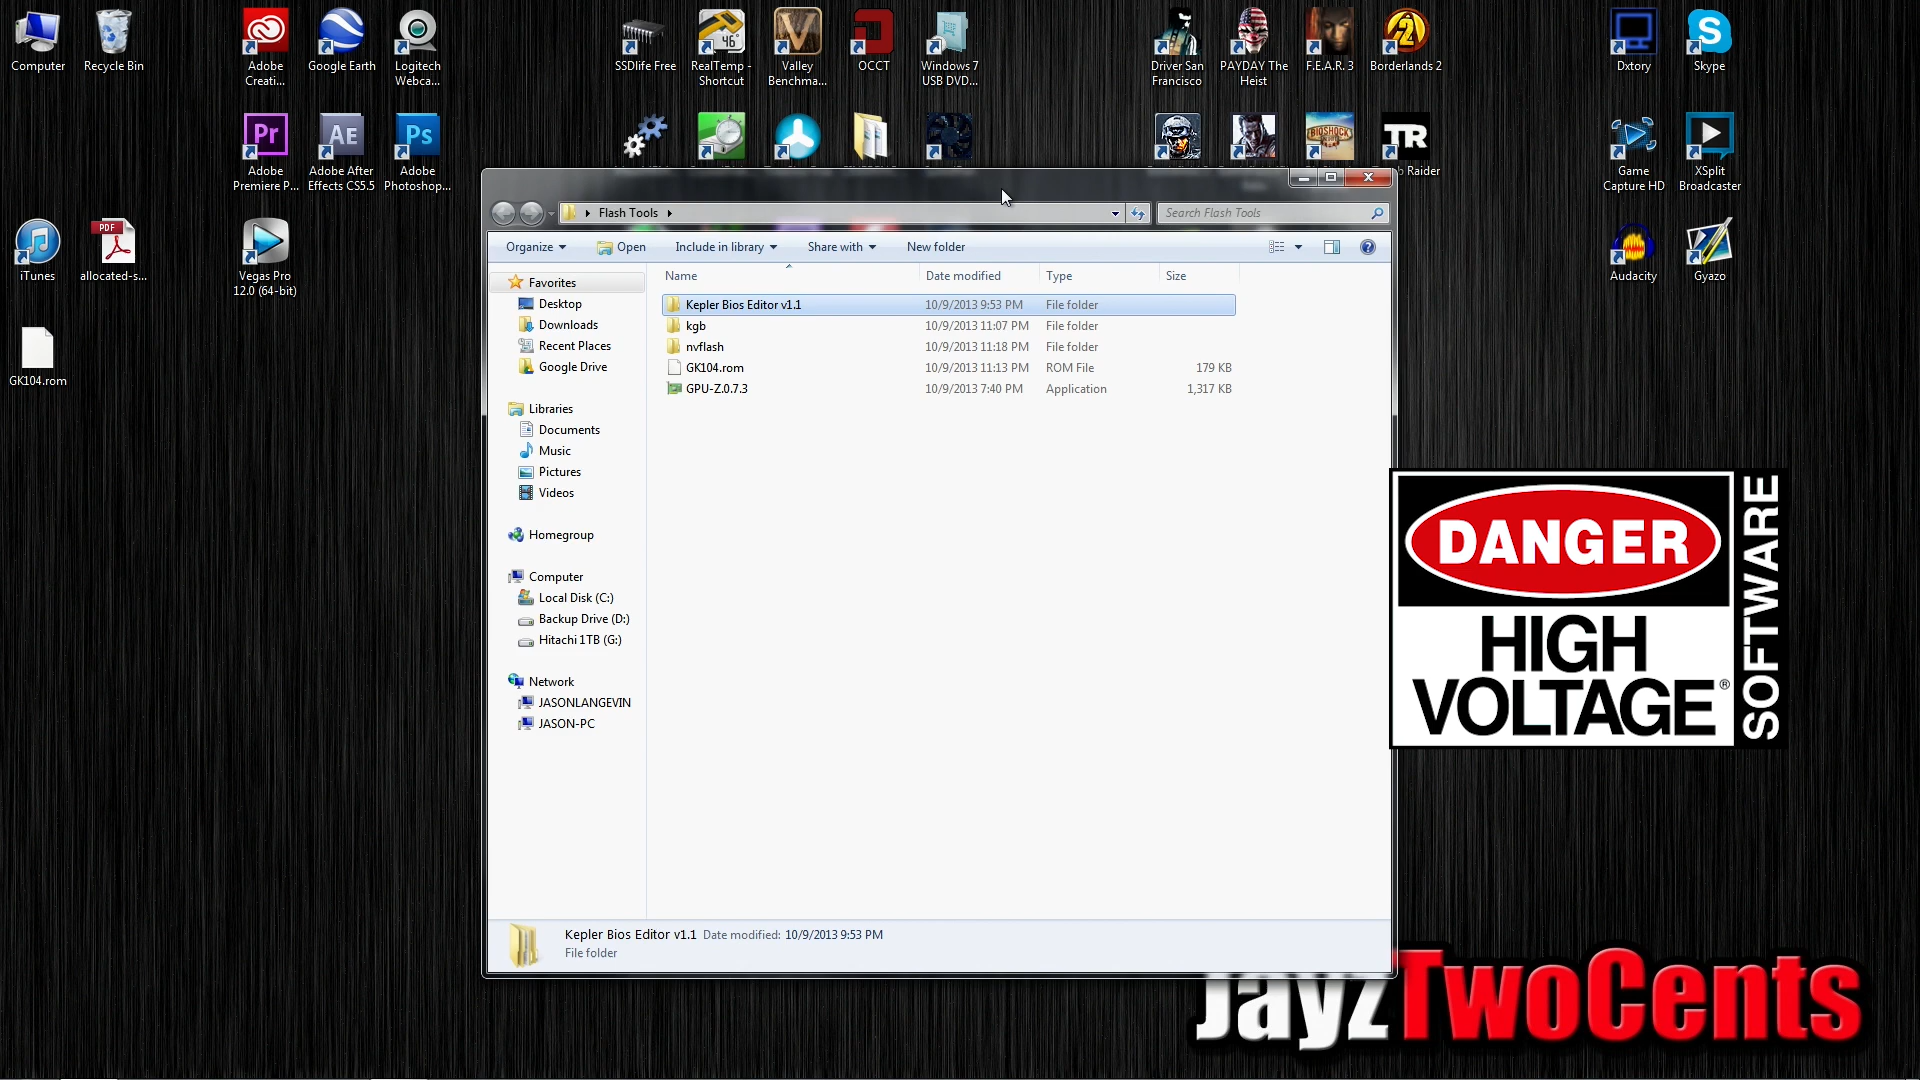 Computer
Recycle Bin
Adobe
Creati...
Google Earth
Logitech
Webca...
SSDlife Free
RealTemp -
Shortcut
46°
Valley
Benchma...
OCCT
Windows 7
USB DVD...
Driver San
Francisco
PAYDAY The
Heist
F.E.A.R. 3
Borderlands 2
Dxtory
Skype
Pr
AE
Ps
Adobe
Premiere P...
Adobe After
Effects CS5.5
Adobe
Photoshop...
BIOSHOCK
TR
Raider
Game
Capture HD
XSplit
Broadcaster
iTunes
PDF
allocated-s...
Vegas Pro
12.0 (64-bit)
Audacity
Gyazo
GK104.rom
Flash Tools
Search Flash Tools
Organize
Open
Include in library
Share with
New folder
Name
Date modified
Type
Size
Favorites
Desktop
Downloads
Recent Places
Google Drive
Libraries
Documents
Music
Pictures
Videos
Homegroup
Computer
Local Disk (C:)
Backup Drive (D:)
Hitachi 1TB (G:)
Network
JASONLANGEVIN
JASON-PC
Kepler Bios Editor v1.1 10/9/2013 9:53 PM File folder
kgb 10/9/2013 11:07 PM File folder
nvflash 10/9/2013 11:18 PM File folder
GK104.rom 10/9/2013 11:13 PM ROM File 179 KB
GPU-Z.0.7.3 10/9/2013 7:40 PM Application 1,317 KB
Kepler Bios Editor v1.1 Date modified: 10/9/2013 9:53 PM
File folder
DANGER
HIGH
VOLTAGE®
SOFTWARE
JayzTwoCents